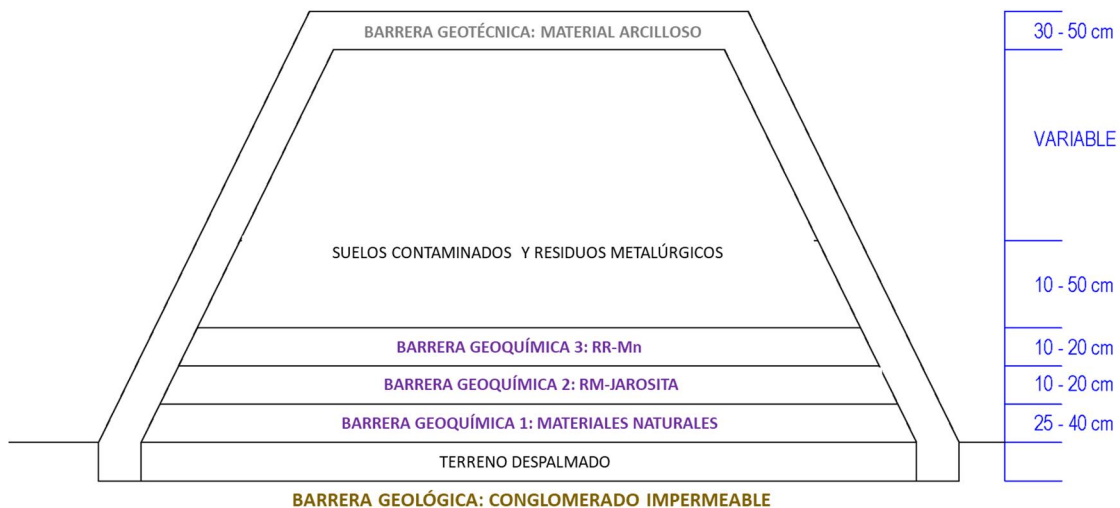 BARRERA GEOTÉCNICA: MATERIAL ARCILLOSO
30 - 50 cm
VARIABLE
SUELOS CONTAMINADOS Y RESIDUOS METALÚRGICOS
10 - 50 cm
BARRERA GEOQUÍMICA 3: RR-Mn
10 - 20 cm
BARRERA GEOQUÍMICA 2: RM-JAROSITA
10 - 20 cm
BARRERA GEOQUÍMICA 1: MATERIALES NATURALES
25 - 40 cm
TERRENO DESPALMADO
BARRERA GEOLÓGICA: CONGLOMERADO IMPERMEABLE